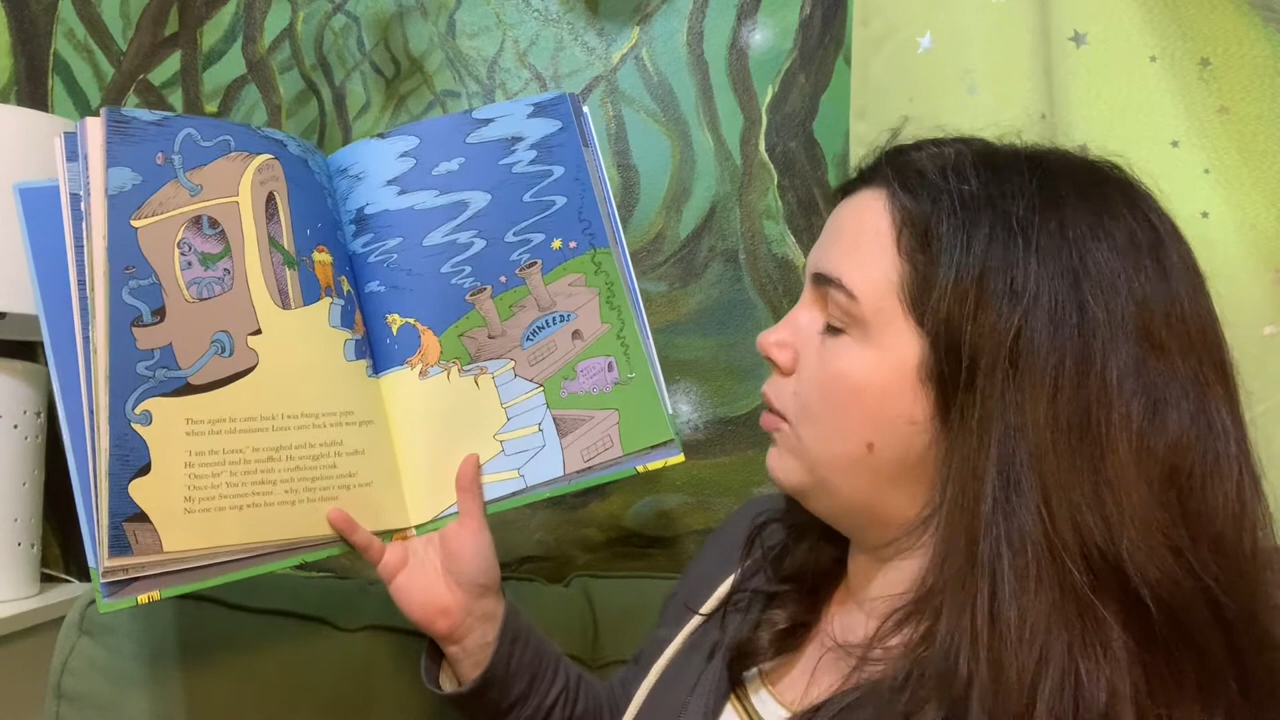 PIPE
HOUSE
THNEEDS
Then again he came back! I was fixing some pipes
when that old-nuisance Lorax came back with more gripes.
"I am the Lorax," he coughed and he whiffed.
He sneezed and he snuffled. He snarggled. He sniffed.
"Once-ler!" he cried with a cruffulous croak.
"Once-ler! You're making such smogulous smoke!
My poor Swomee-Swans... why, they can't sing a note!
No one can sing who has smog in his throat.